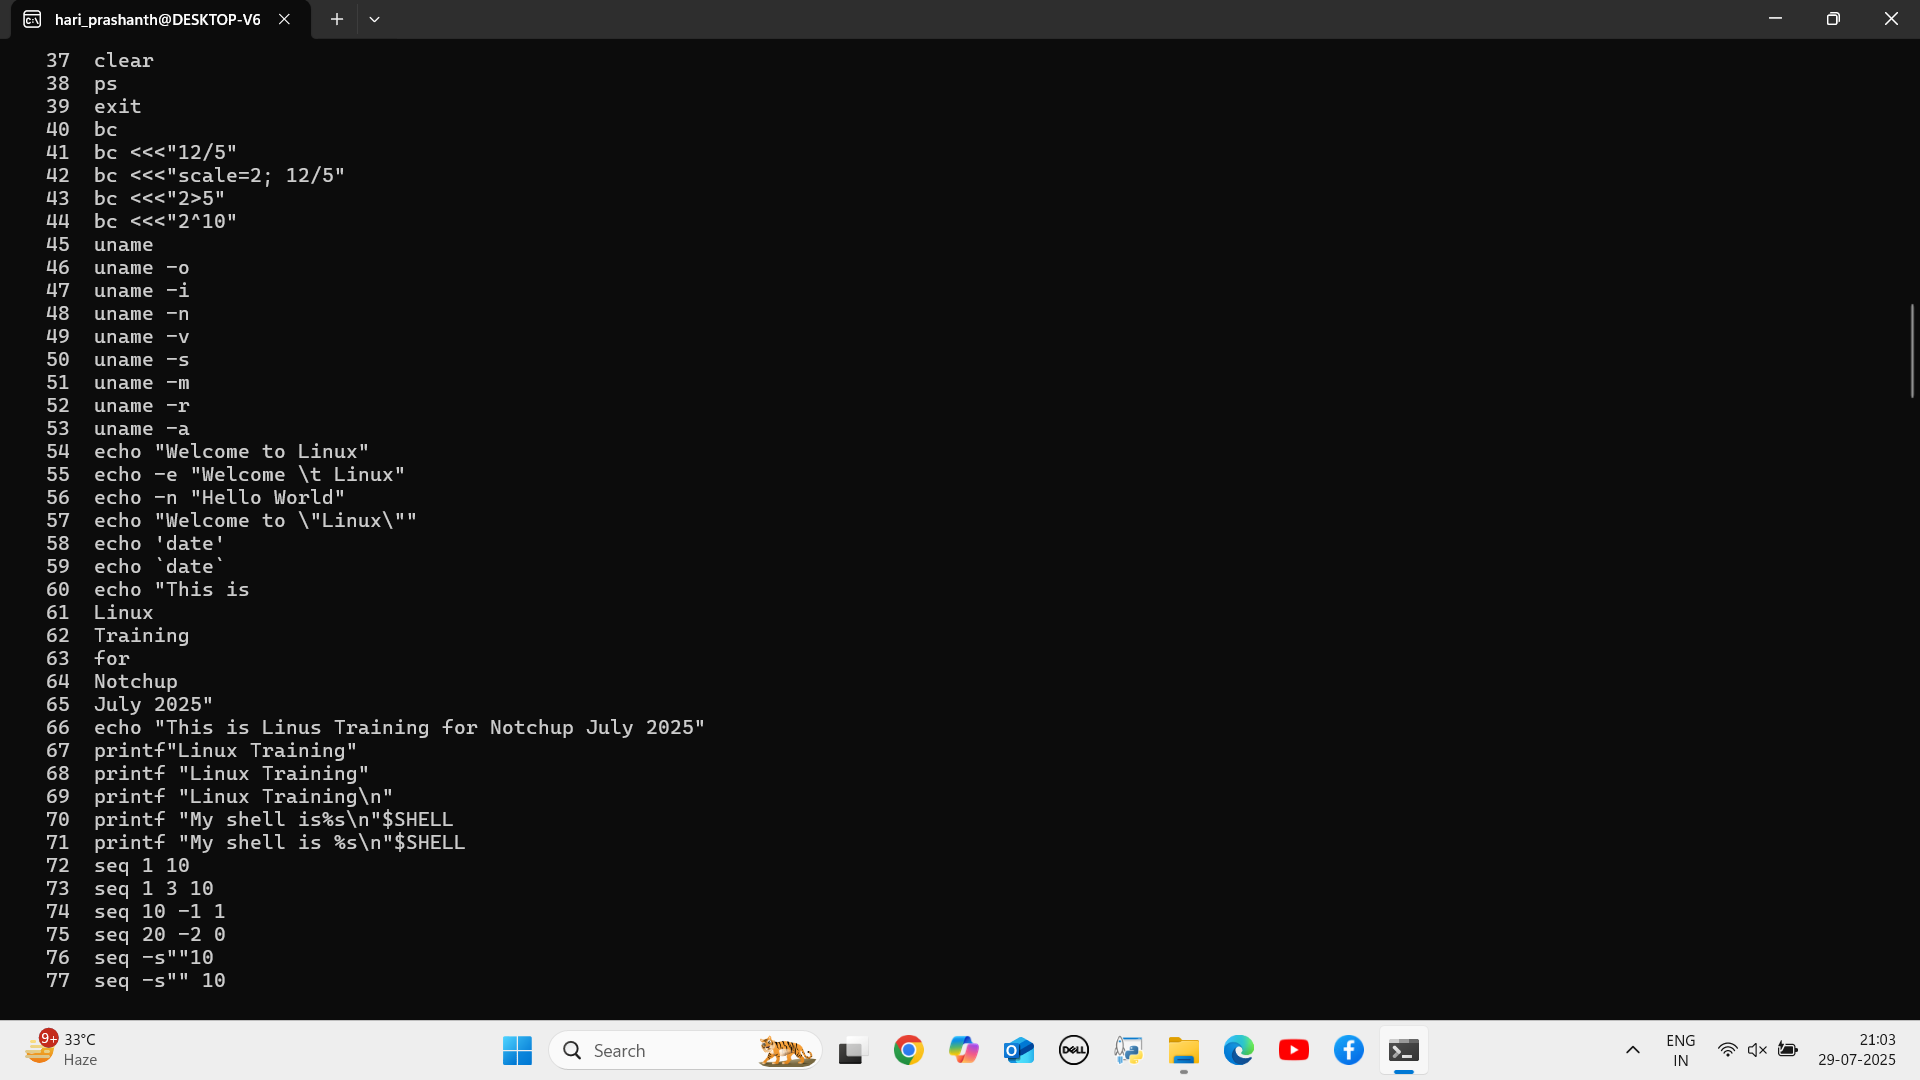 hari_prashanth@DESKTOP-V6
37 clear
38 ps
39 exit
40 bc
41 bc <<<"12/5"
42 bc <<<"scale=2; 12/5"
43 bc <<<"2>5"
44 bc <<<"2^10"
45 uname
46 uname -o
47 uname -i
48 uname -n
49 uname -v
50 uname -s
51 uname -m
52 uname -r
53 uname -a
54 echo "Welcome to Linux"
55 echo -e "Welcome \t Linux"
56 echo -n "Hello World"
57 echo "Welcome to \"Linux\""
58 echo 'date'
59 echo `date`
60 echo "This is
61 Linux
62 Training
63 for
64 Notchup
65 July 2025"
66 echo "This is Linus Training for Notchup July 2025"
67 printf"Linux Training"
68 printf "Linux Training"
69 printf "Linux Training\n"
70 printf "My shell is%s\n"$SHELL
71 printf "My shell is %s\n"$SHELL
72 seq 1 10
73 seq 1 3 10
74 seq 10 -1 1
75 seq 20 -2 0
76 seq -s""10
77 seq -s"" 10
9+
33°C
Haze
Search
DELL
ENG
IN
21:03
29-07-2025